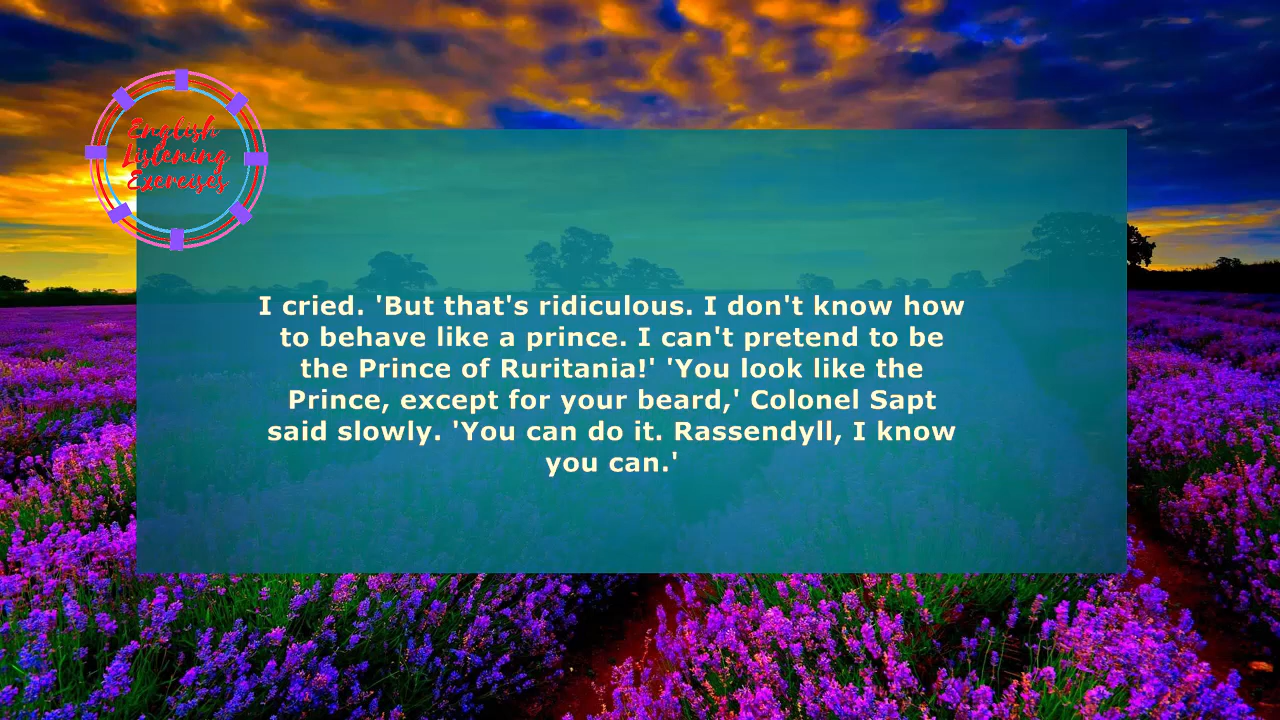 English
Listening
Exercises
I cried. 'But that's ridiculous. I don't know how
to behave like a prince. I can't pretend to be
the Prince of Ruritania!' 'You look like the
Prince, except for your beard,' Colonel Sapt
said slowly. 'You can do it. Rassendyll, I know
you can.'